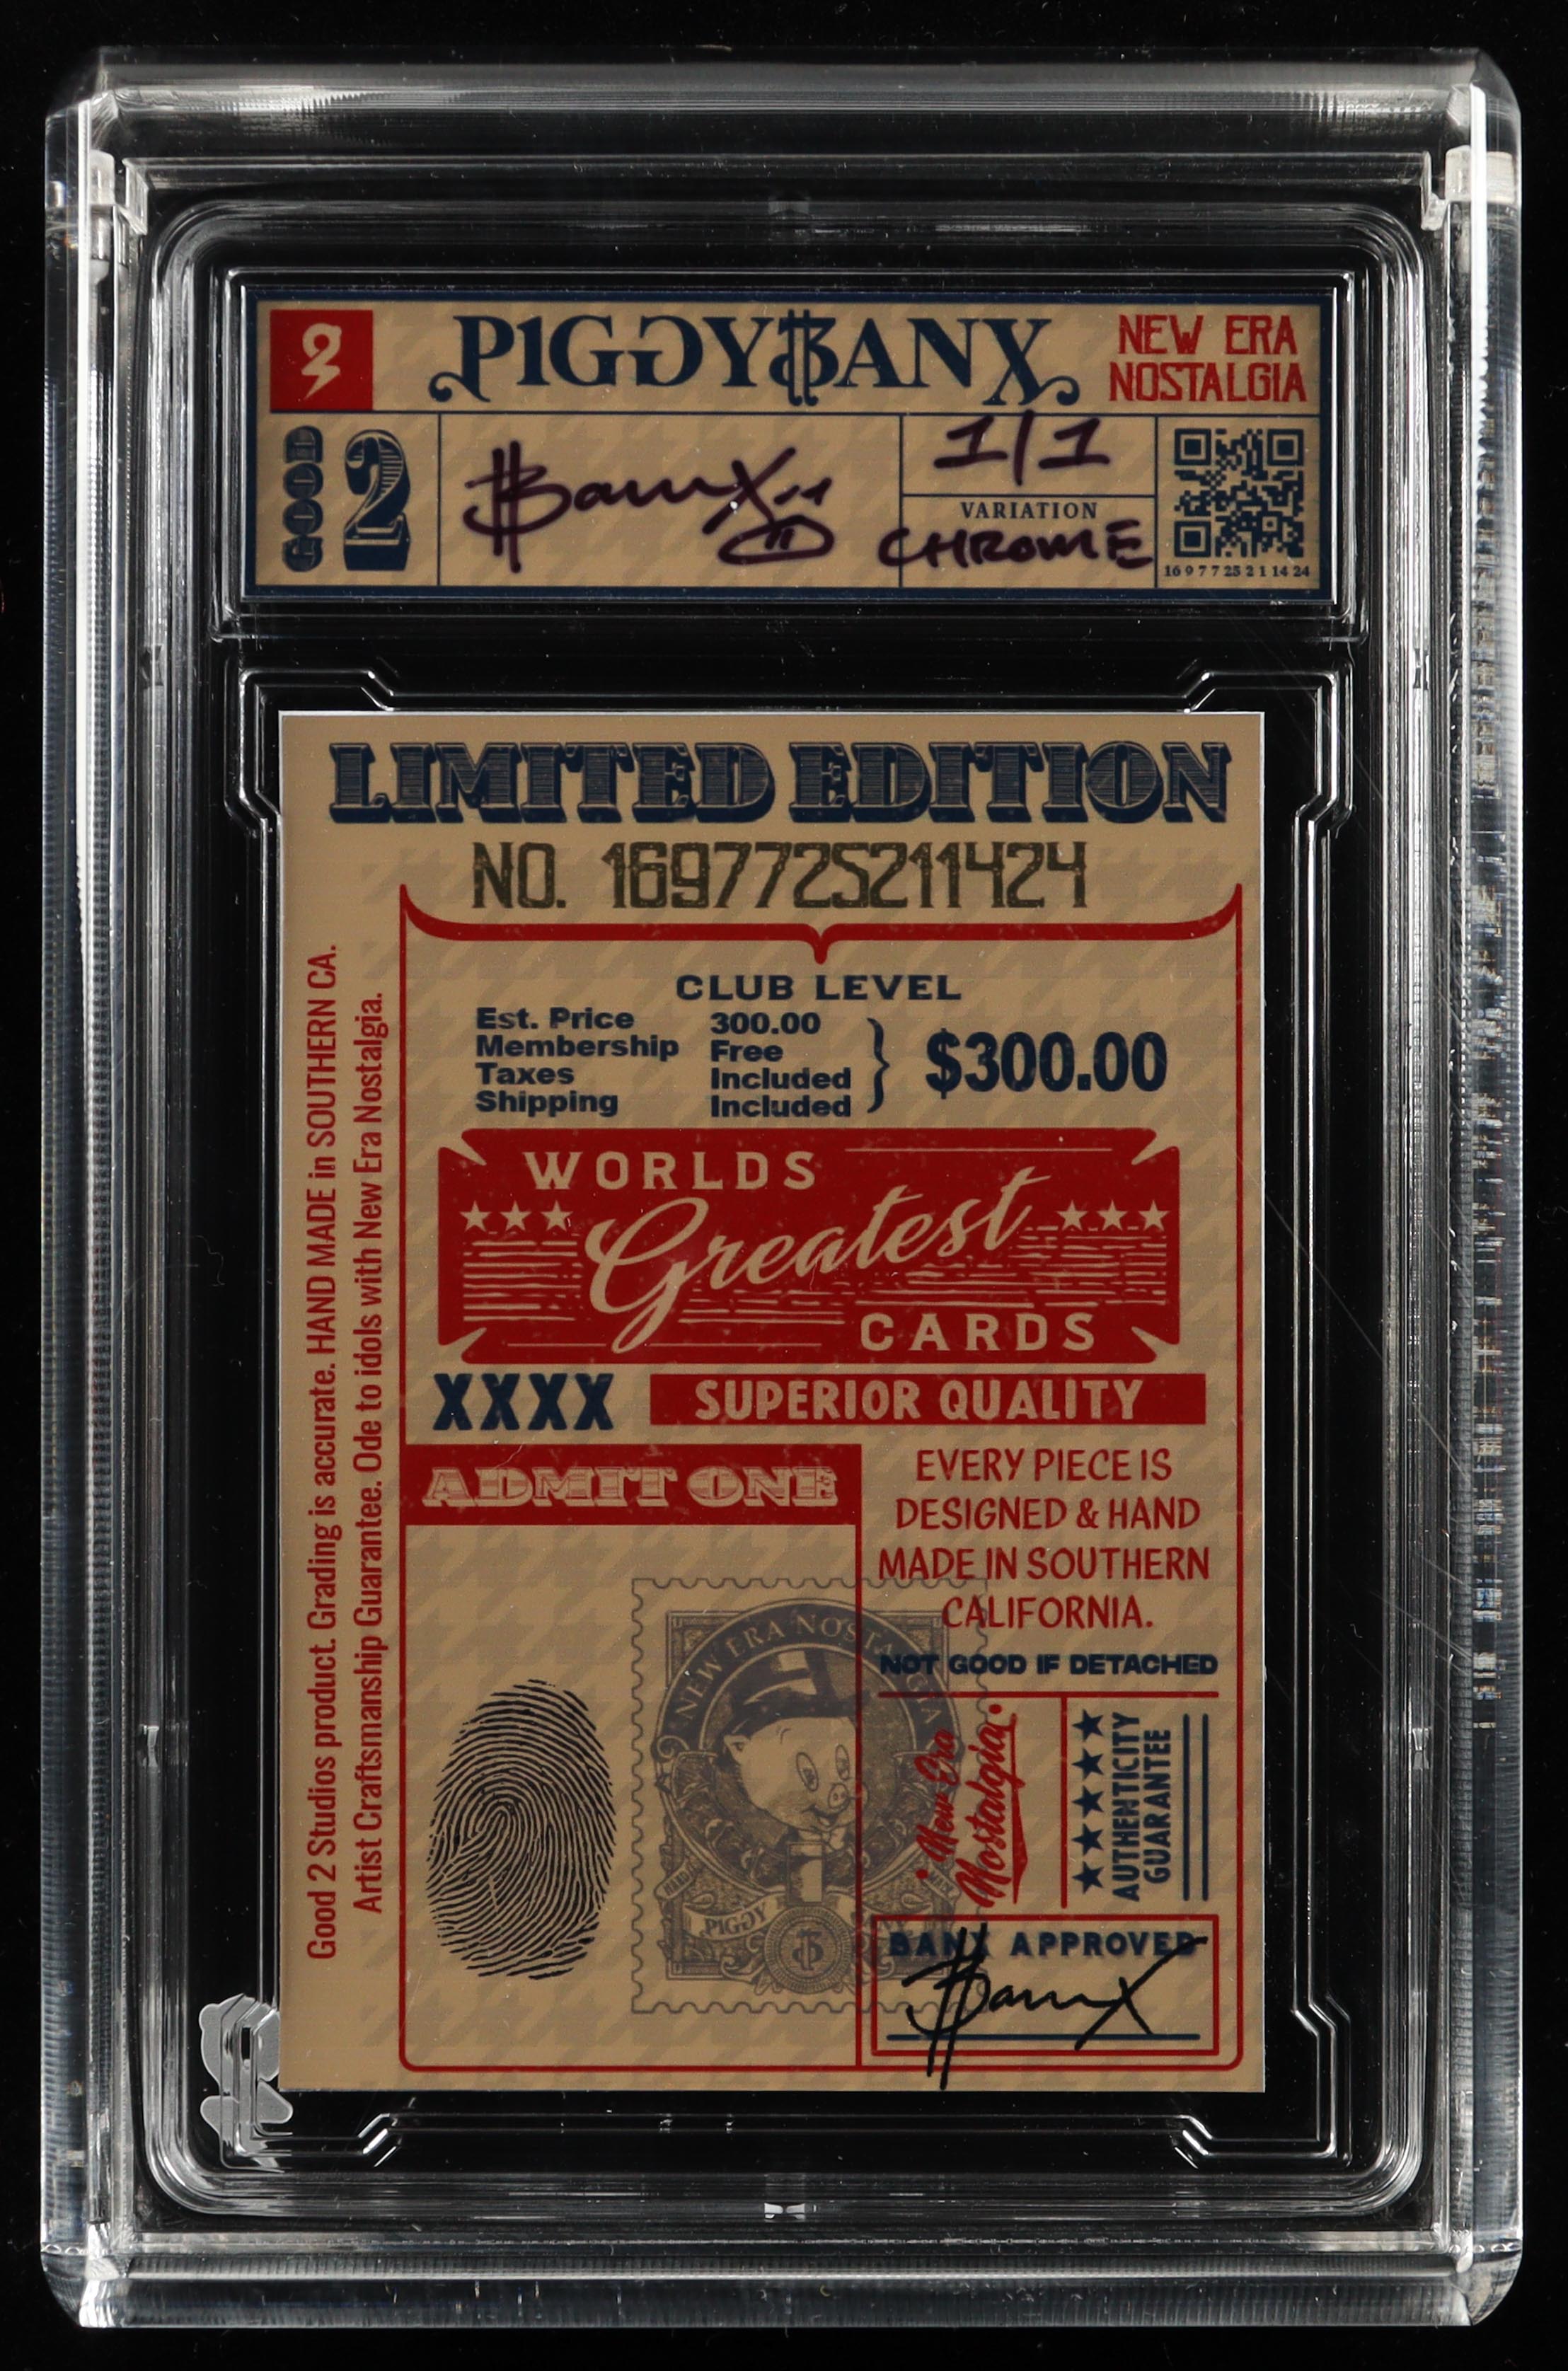 PIGGYBANX
NEW ERA
NOSTALGIA
GOOD
2
BanX
1/1
VARIATION
CHROME
16 9 7 7 25 2 1 14 24
LIMITED EDITION
NO. 1697725211424
CLUB LEVEL
Est. Price 300.00
Membership Free
Taxes Included
Shipping Included
$300.00
WORLDS
Greatest
CARDS
XXXX SUPERIOR QUALITY
ADMIT ONE
EVERY PIECE IS
DESIGNED & HAND
MADE IN SOUTHERN
CALIFORNIA.
NOT GOOD IF DETACHED
NEW ERA NOSTALGIA
PIGGY
New Era
Nostalgia
AUTHENTICITY
GUARANTEE
BANX APPROVED
BanX
Good 2 Studios product. Grading is accurate. HAND MADE in SOUTHERN CA.
Artist Craftsmanship Guarantee. Ode to idols with New Era Nostalgia.